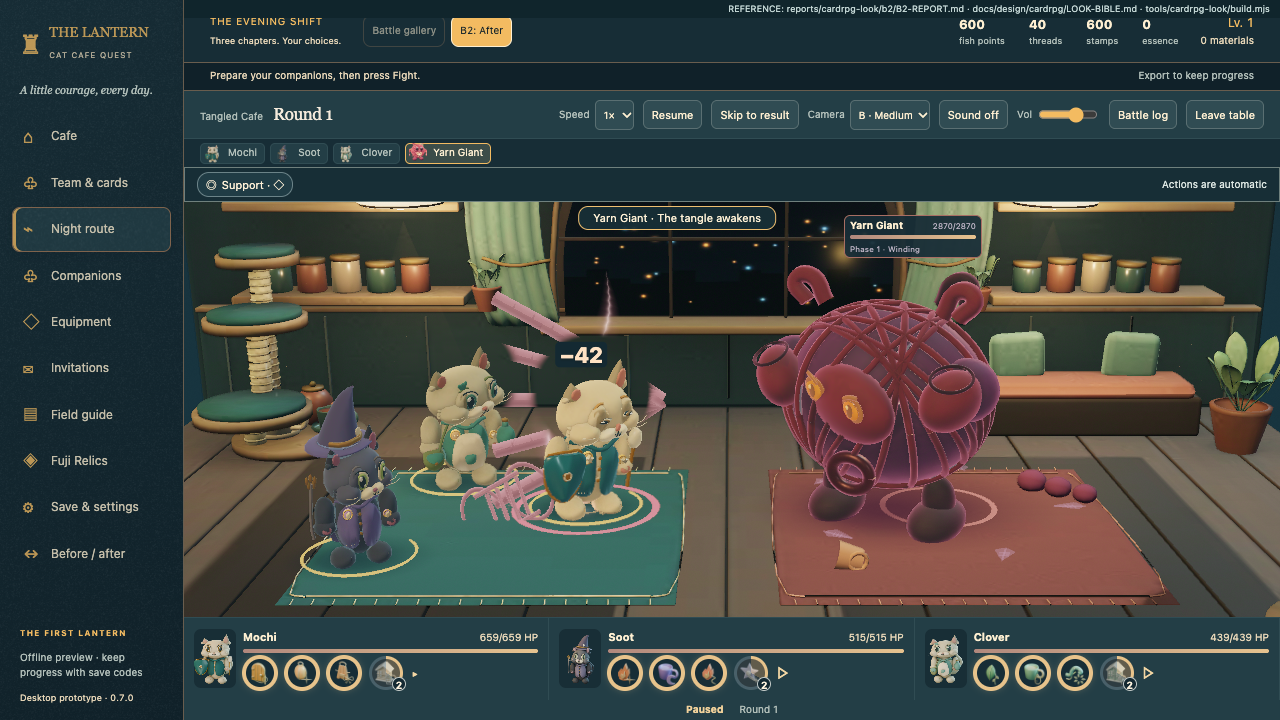 REFERENCE: reports/cardrpg-look/b2/B2-REPORT.md · docs/design/cardrpg/LOOK-BIBLE.md · tools/cardrpg-look/build.mjs
THE LANTERN
CAT CAFE QUEST
A little courage, every day.
Cafe
Team & cards
Night route
Companions
Equipment
Invitations
Field guide
Fuji Relics
Save & settings
Before / after
THE FIRST LANTERN
Offline preview · keep
progress with save codes
Desktop prototype · 0.7.0
THE EVENING SHIFT
Three chapters. Your choices.
Battle gallery
B2: After
600
fish points
40
threads
600
stamps
0
essence
Lv. 1
0 materials
Prepare your companions, then press Fight.
Export to keep progress
Tangled Cafe
Round 1
Speed
1x
Resume
Skip to result
Camera
B · Medium
Sound off
Vol
Battle log
Leave table
Mochi
Soot
Clover
Yarn Giant
Support ·
Actions are automatic
Yarn Giant · The tangle awakens
Yarn Giant
2870/2870
Phase 1 · Winding
−42
Mochi
659/659 HP
2
Soot
515/515 HP
2
Clover
439/439 HP
2
Paused
Round 1